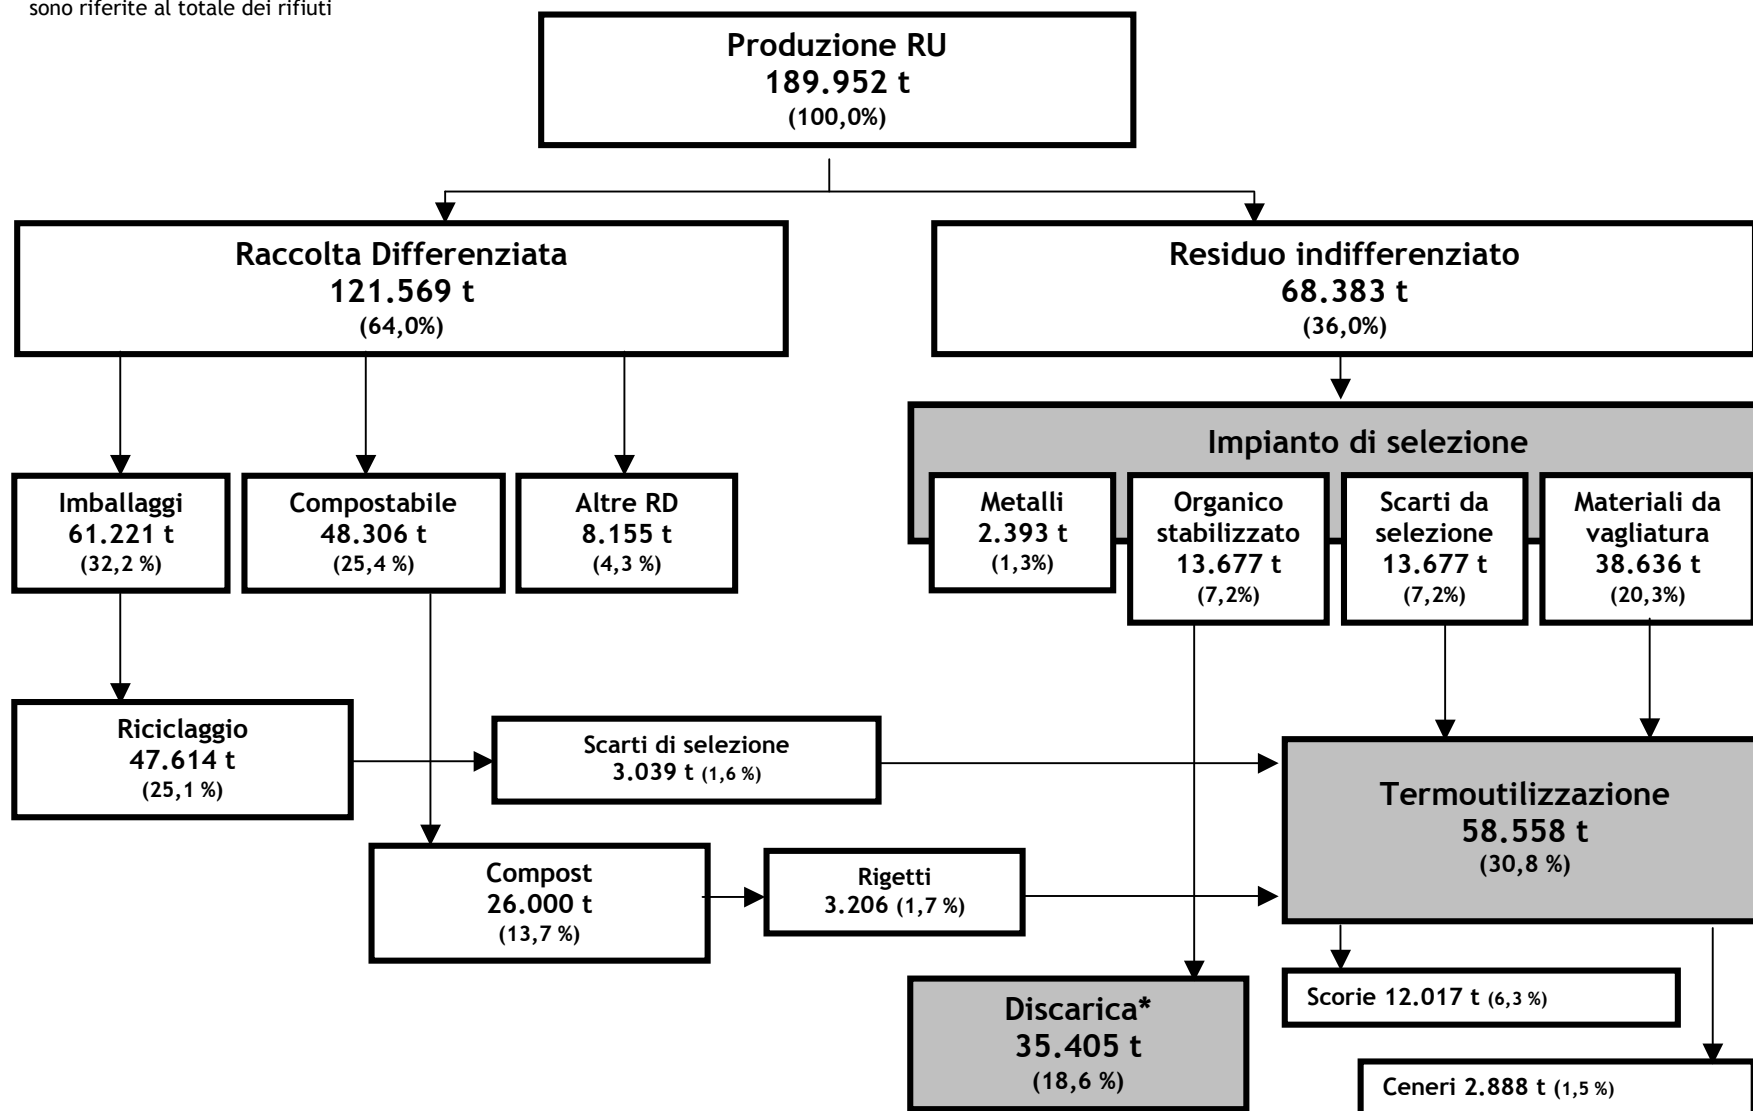 sono riferite al totale dei rifiuti
Produzione RU
189.952 t
(100,0%)
Raccolta Differenziata
121.569 t
(64,0%)
Residuo indifferenziato
68.383 t
(36,0%)
Impianto di selezione
Imballaggi
61.221 t
(32,2 %)
Compostabile
48.306 t
(25,4 %)
Altre RD
8.155 t
(4,3 %)
Metalli
2.393 t
(1,3%)
Organico
stabilizzato
13.677 t
(7,2%)
Scarti da
selezione
13.677 t
(7,2%)
Materiali da
vagliatura
38.636 t
(20,3%)
Riciclaggio
47.614 t
(25,1 %)
Scarti di selezione
3.039 t (1,6 %)
Termoutilizzazione
58.558 t
(30,8 %)
Compost
26.000 t
(13,7 %)
Rigetti
3.206 (1,7 %)
Discarica*
35.405 t
(18,6 %)
Scorie 12.017 t (6,3 %)
Ceneri 2.888 t (1,5 %)